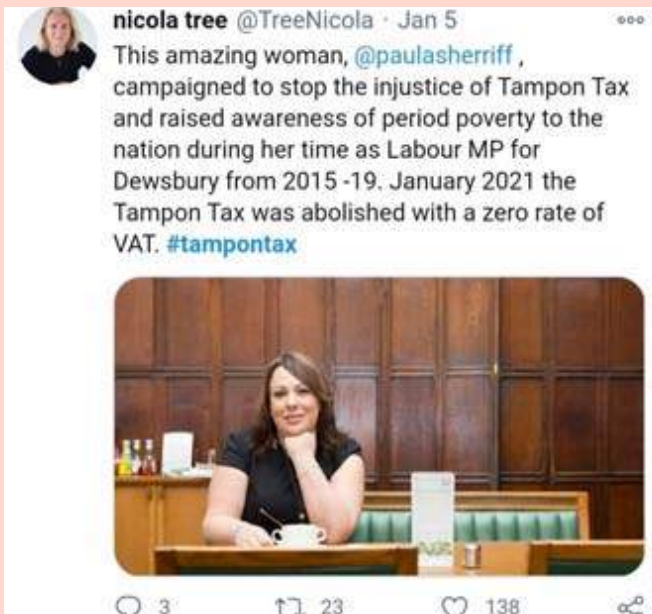 nicola tree @TreeNicola · Jan 5
This amazing woman, @paulasherriff ,
campaigned to stop the injustice of Tampon Tax
and raised awareness of period poverty to the
nation during her time as Labour MP for
Dewsbury from 2015 -19. January 2021 the
Tampon Tax was abolished with a zero rate of
VAT. #tampontax
3 23 138